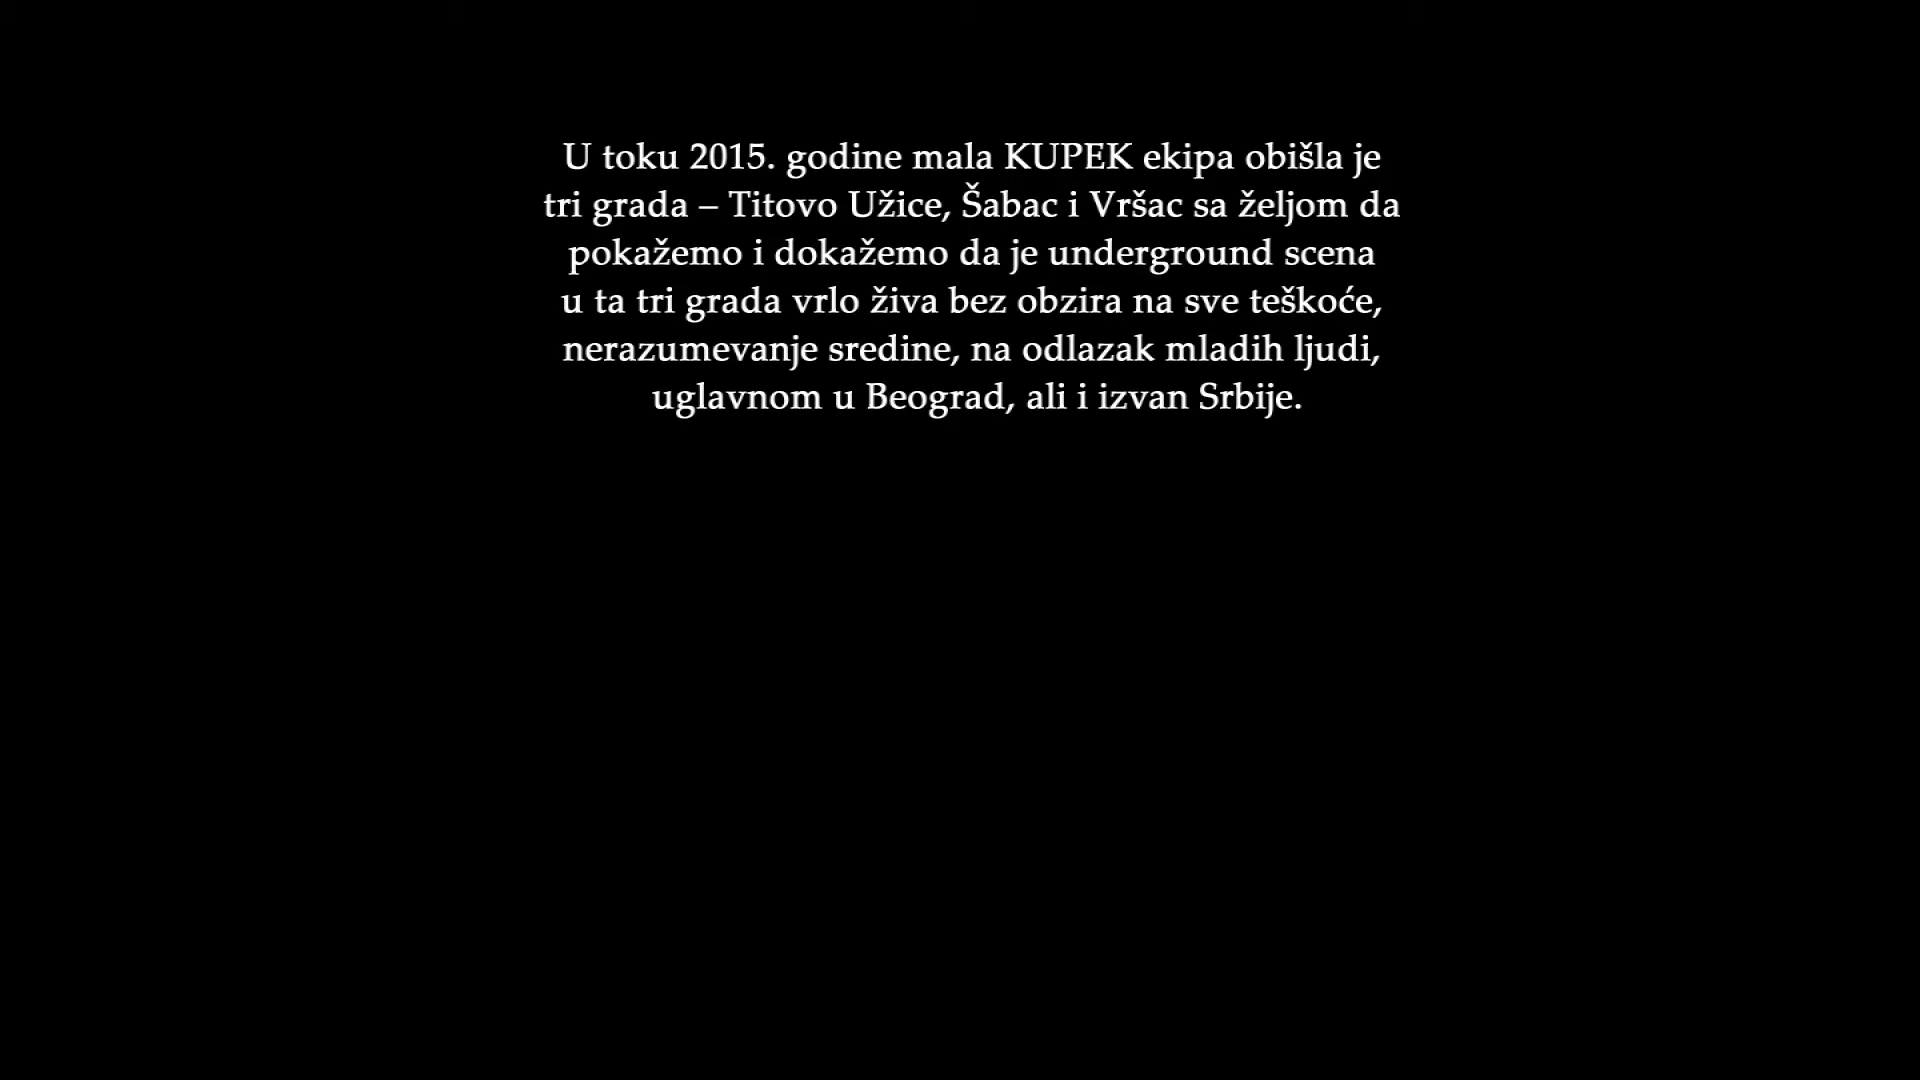 U toku 2015. godine mala KUPEK ekipa obišla je
tri grada – Titovo Užice, Šabac i Vršac sa željom da
pokažemo i dokažemo da je underground scena
u ta tri grada vrlo živa bez obzira na sve teškoće,
nerazumevanje sredine, na odlazak mladih ljudi,
uglavnom u Beograd, ali i izvan Srbije.